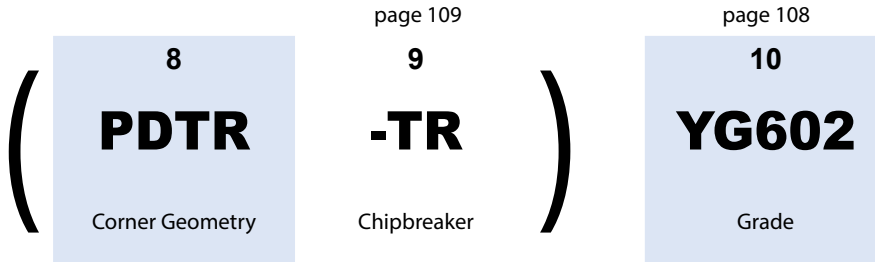 page 109 page 108
8 9 10
( PDTR -TR ) YG602
Corner Geometry Chipbreaker Grade